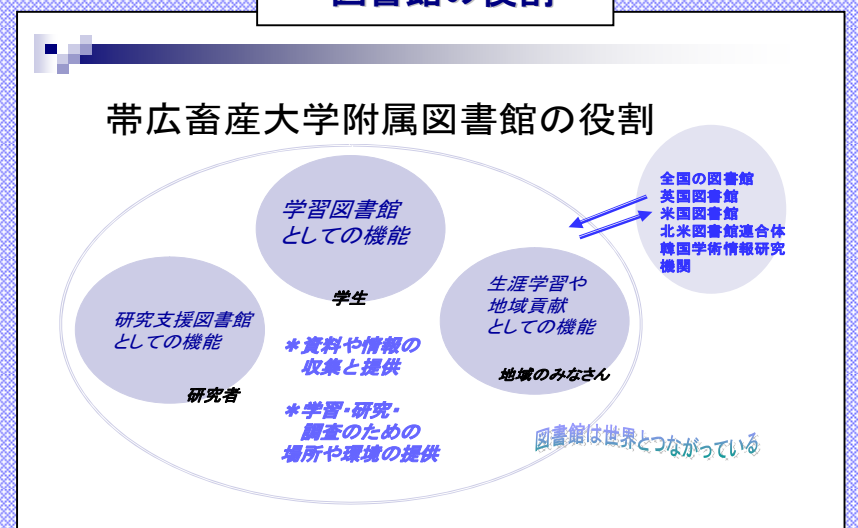 図書館の役割
帯広畜産大学附属図書館の役割
学習図書館
としての機能
学生
研究支援図書館
としての機能
研究者
生涯学習や
地域貢献
としての機能
地域のみなさん
＊資料や情報の
収集と提供
＊学習・研究・
調査のための
場所や環境の提供
全国の図書館
英国図書館
米国図書館
北米図書館連合体
韓国学術情報研究
機関
図書館は世界とつながっている